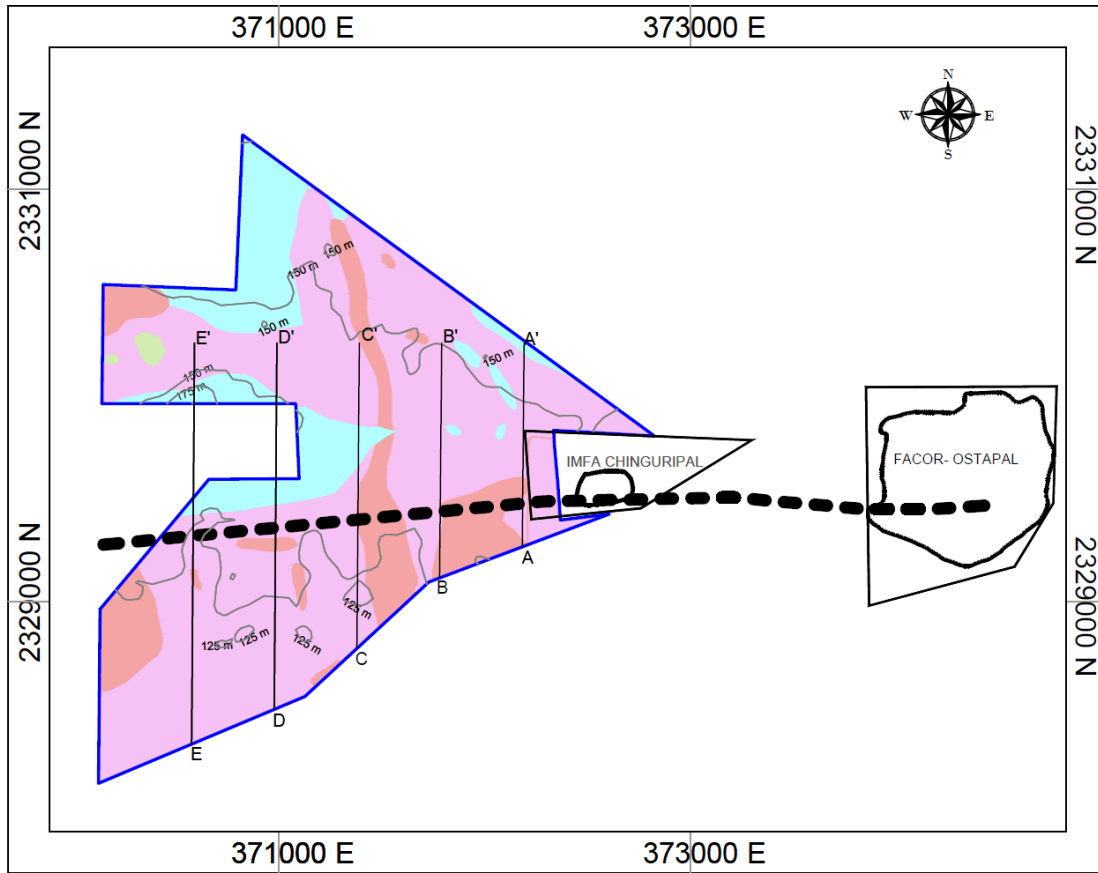 371000 E
373000 E
N
W
E
S
2331000 N
2331000 N
150 m
150 m
150 m
E'
D'
C'
B'
A'
150 m
150 m
175 m
IMFA CHINGURIPAL
FACOR- OSTAPAL
2329000 N
2329000 N
A
B
125 m
125 m
125 m
125 m
C
D
E
371000 E
373000 E